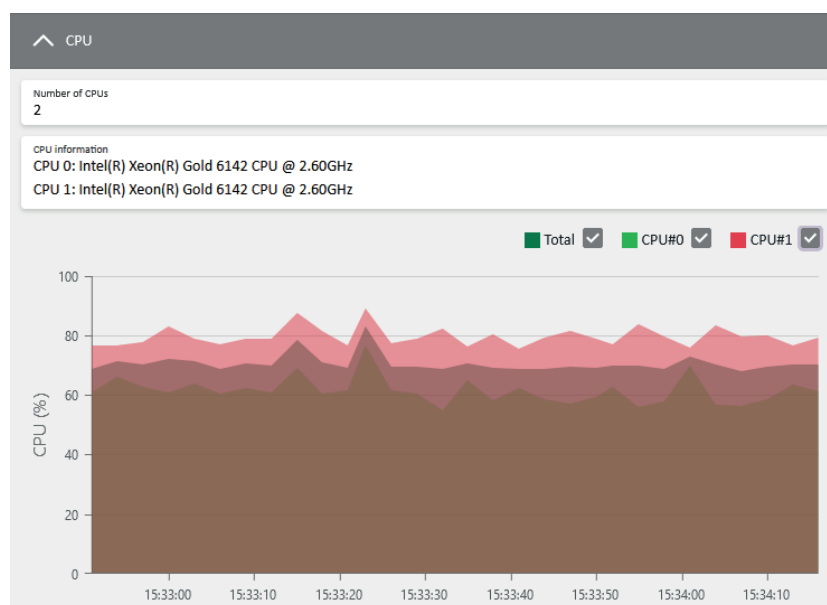 CPU
Number of CPUs
2
CPU information
CPU 0: Intel(R) Xeon(R) Gold 6142 CPU @ 2.60GHz
CPU 1: Intel(R) Xeon(R) Gold 6142 CPU @ 2.60GHz
Total CPU#0 CPU#1
100
80
60
40
20
0
CPU (%)
15:33:00 15:33:10 15:33:20 15:33:30 15:33:40 15:33:50 15:34:00 15:34:10